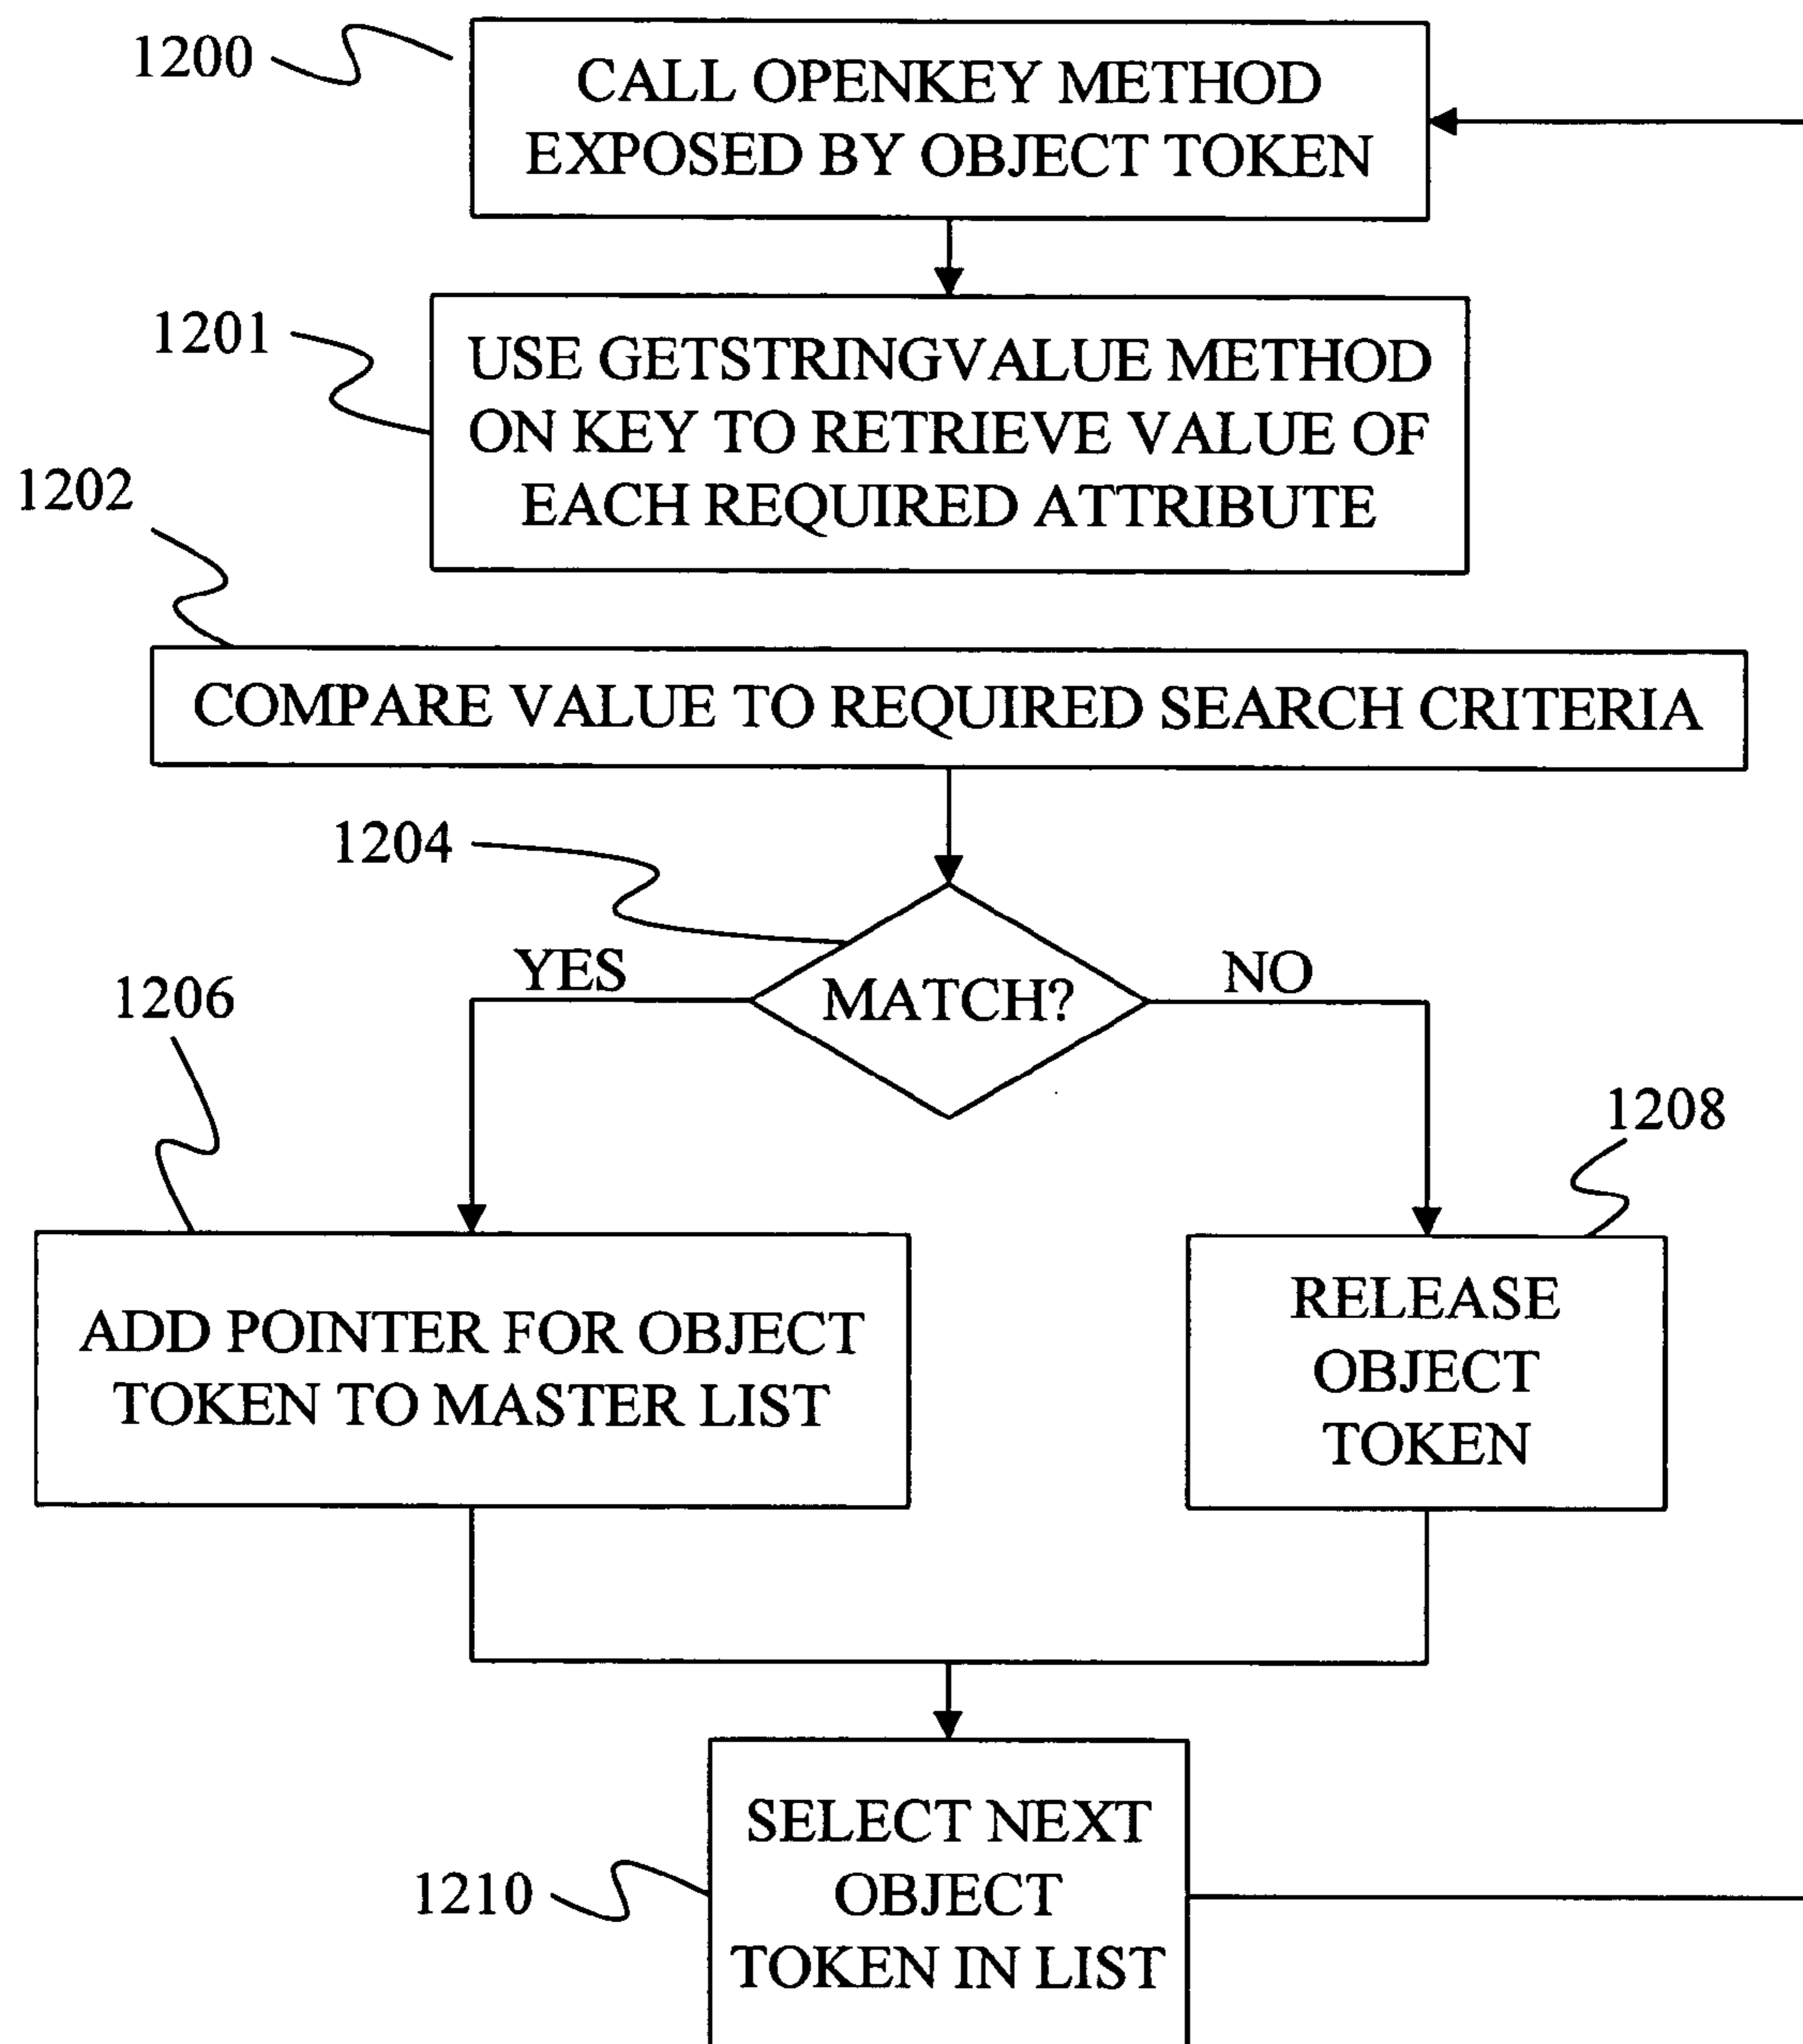 1200
CALL OPENKEY METHOD
EXPOSED BY OBJECT TOKEN
1201
USE GETSTRINGVALUE METHOD
ON KEY TO RETRIEVE VALUE OF
EACH REQUIRED ATTRIBUTE
1202
COMPARE VALUE TO REQUIRED SEARCH CRITERIA
1204
YES
MATCH?
NO
1206
1208
ADD POINTER FOR OBJECT
TOKEN TO MASTER LIST
RELEASE
OBJECT
TOKEN
1210
SELECT NEXT
OBJECT
TOKEN IN LIST